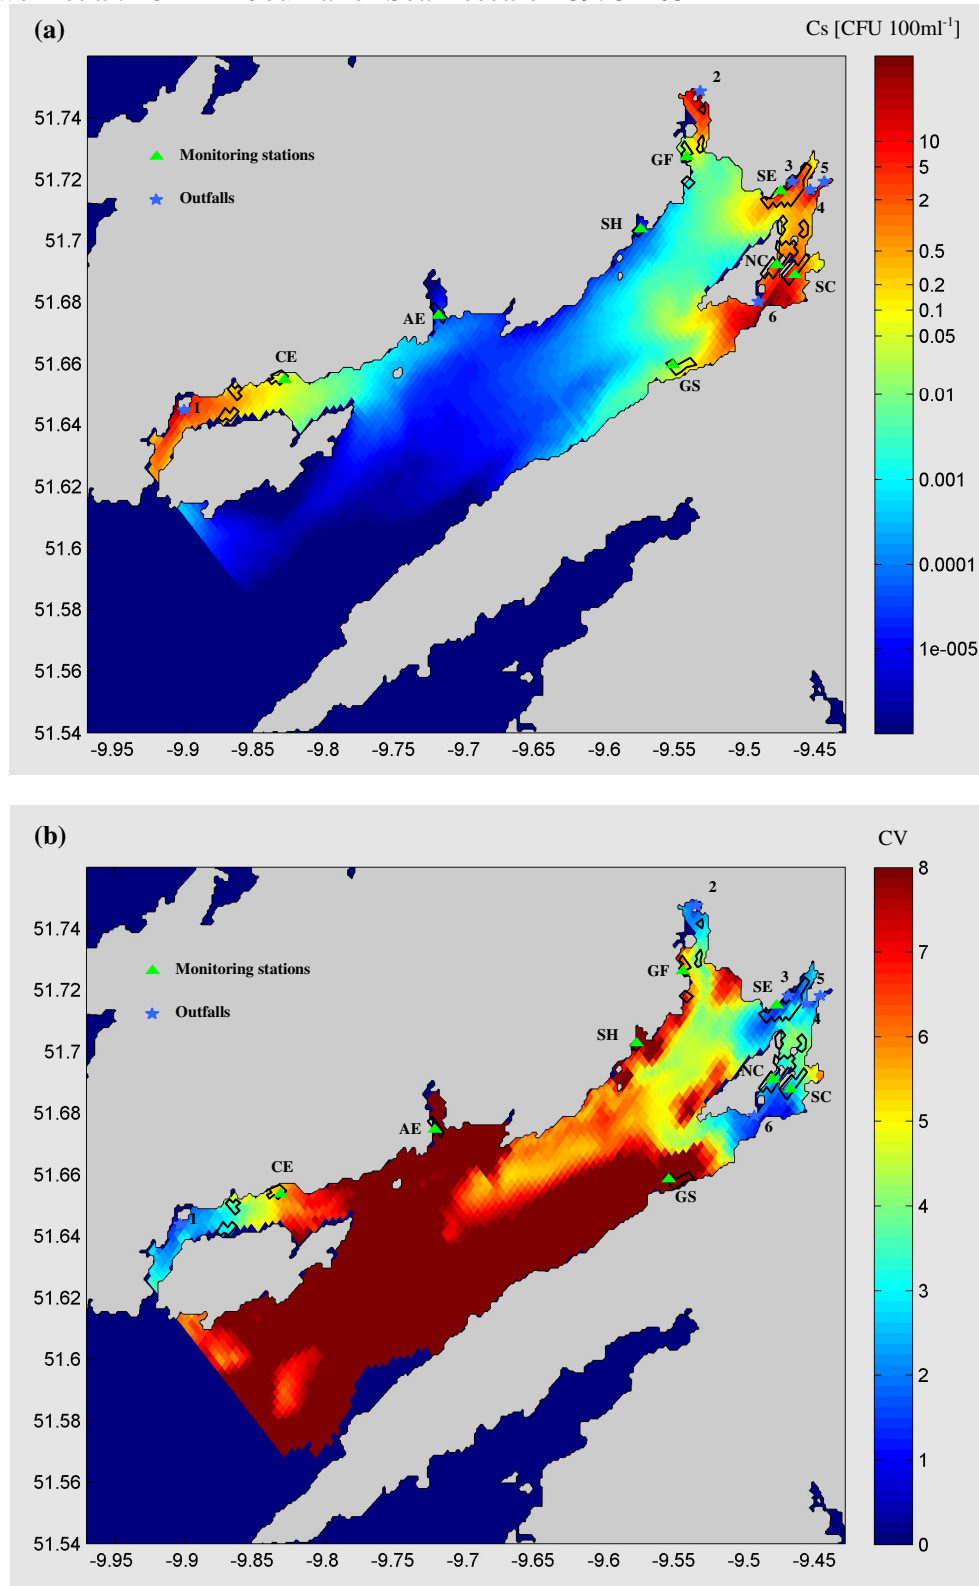 (a)
Cs [CFU 100ml-1]
2
51.74
Monitoring stations
10
GF
SE
3
5
5
51.72
Outfalls
2
4
SH
51.7
0.5
NC
0.2
SC
51.68
0.1
AE
6
0.05
CE
51.66
GS
0.01
1
51.64
0.001
51.62
51.6
0.0001
51.58
1e-005
51.56
51.54
-9.95 -9.9 -9.85 -9.8 -9.75 -9.7 -9.65 -9.6 -9.55 -9.5 -9.45
(b)
CV
8
2
51.74
7
Monitoring stations
GF
SE
3
5
51.72
Outfalls
4
6
SH
51.7
NC
5
SC
51.68
AE
6
CE
51.66
GS
4
1
51.64
3
51.62
51.6
2
51.58
1
51.56
51.54
0
-9.95 -9.9 -9.85 -9.8 -9.75 -9.7 -9.65 -9.6 -9.55 -9.5 -9.45